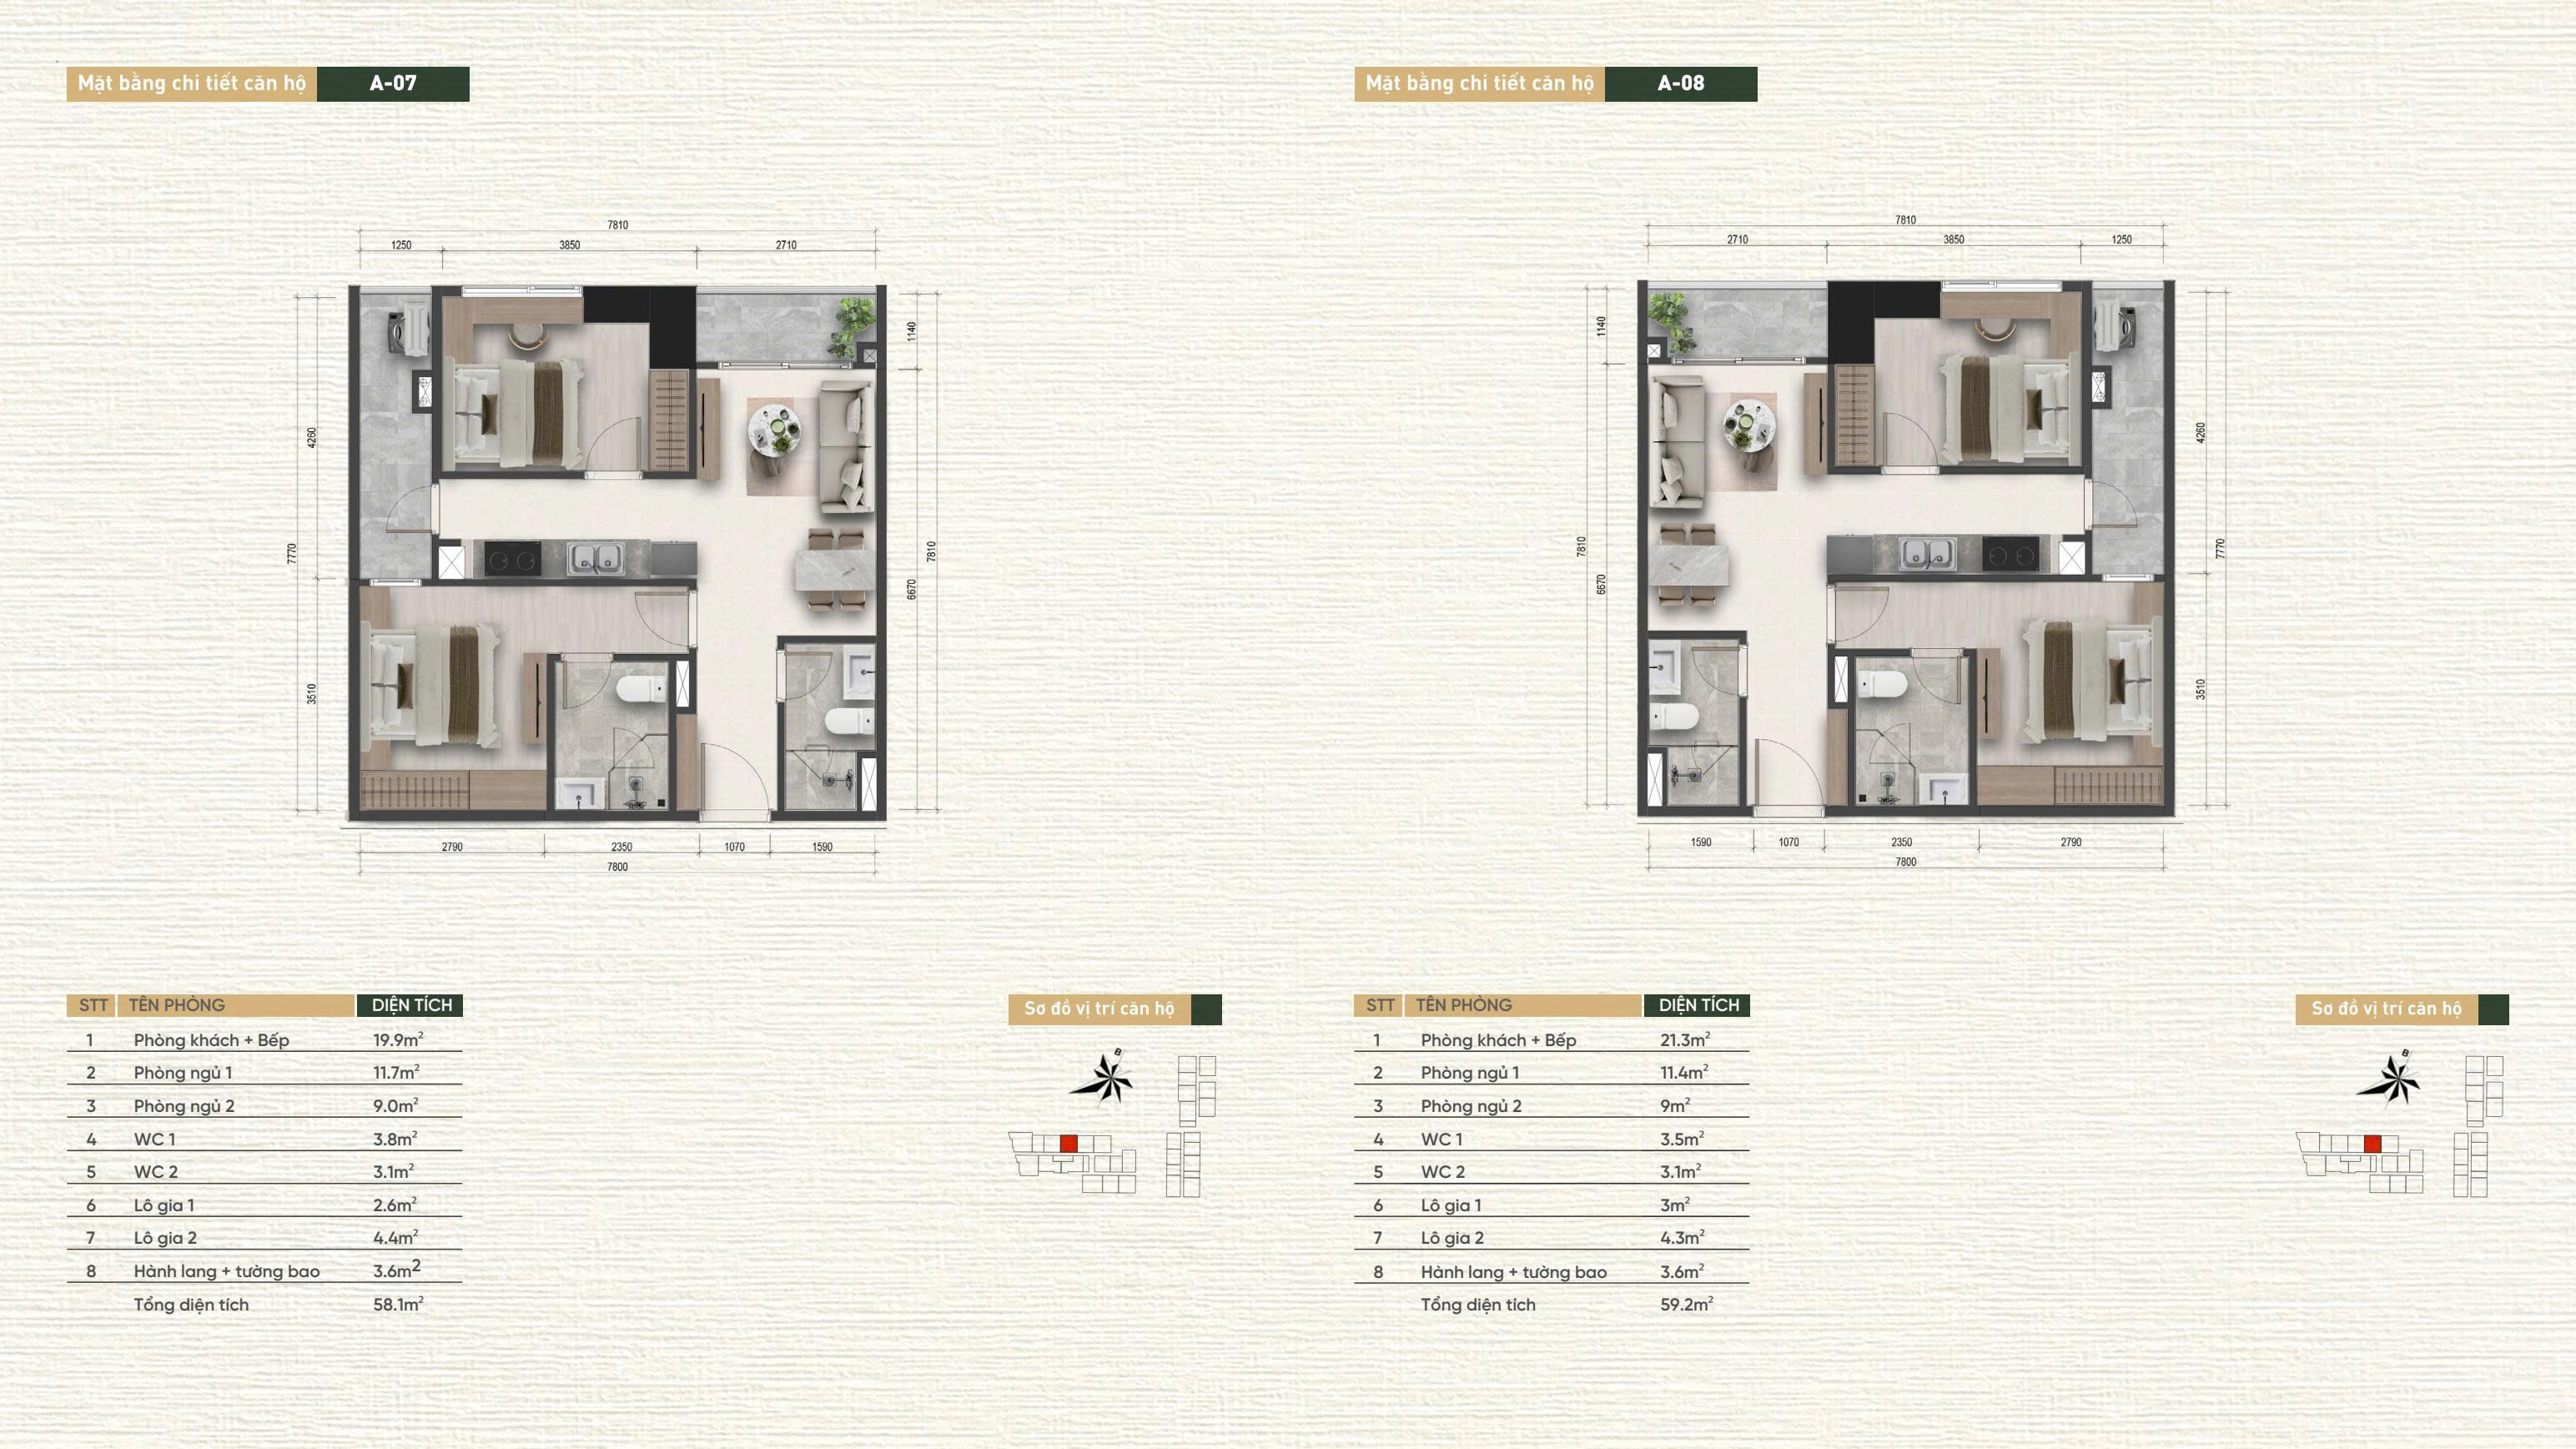 Mặt bằng chi tiết căn hộ A-07
7810
1250 3850 2710
1140
4260
7770
7810
6670
3510
2790 2350 1070 1590
7800
STT TÊN PHÒNG DIỆN TÍCH
1 Phòng khách + Bếp 19.9m²
2 Phòng ngủ 1 11.7m²
3 Phòng ngủ 2 9.0m²
4 WC 1 3.8m²
5 WC 2 3.1m²
6 Lô gia 1 2.6m²
7 Lô gia 2 4.4m²
8 Hành lang + tường bao 3.6m²
Tổng diện tích 58.1m²
Sơ đồ vị trí căn hộ
B
Mặt bằng chi tiết căn hộ A-08
7810
2710 3850 1250
1140
4260
7810
7770
6670
3510
1590 1070 2350 2790
7800
STT TÊN PHÒNG DIỆN TÍCH
1 Phòng khách + Bếp 21.3m²
2 Phòng ngủ 1 11.4m²
3 Phòng ngủ 2 9m²
4 WC 1 3.5m²
5 WC 2 3.1m²
6 Lô gia 1 3m²
7 Lô gia 2 4.3m²
8 Hành lang + tường bao 3.6m²
Tổng diện tích 59.2m²
Sơ đồ vị trí căn hộ
B